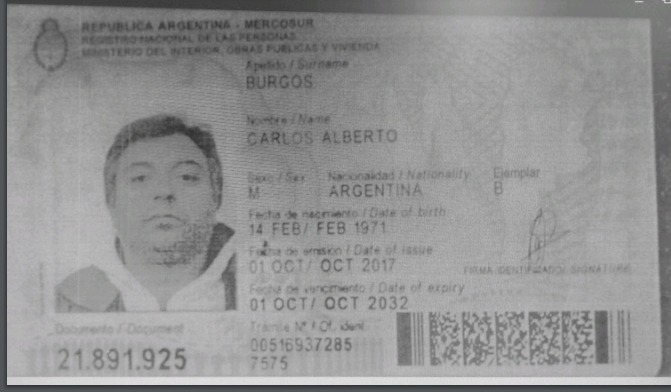 REPUBLICA ARGENTINA - MERCOSUR
REGISTRO NACIONAL DE LAS PERSONAS
MINISTERIO DEL INTERIOR, OBRAS PUBLICAS Y VIVIENDA
Apellido / Surname
BURGOS
Nombre / Name
CARLOS ALBERTO
Sexo / Sex Nacionalidad / Nationality Ejemplar
M ARGENTINA B
Fecha de nacimiento / Date of birth
14 FEB/ FEB 1971
Fecha de emisión / Date of issue
01 OCT/ OCT 2017
FIRMA IDENTIFICADO/ SIGNATURE
Fecha de vencimiento / Date of expiry
01 OCT/ OCT 2032
Documento / Document
21.891.925
Tramite Nº / Of. ident.
00516937285
7575